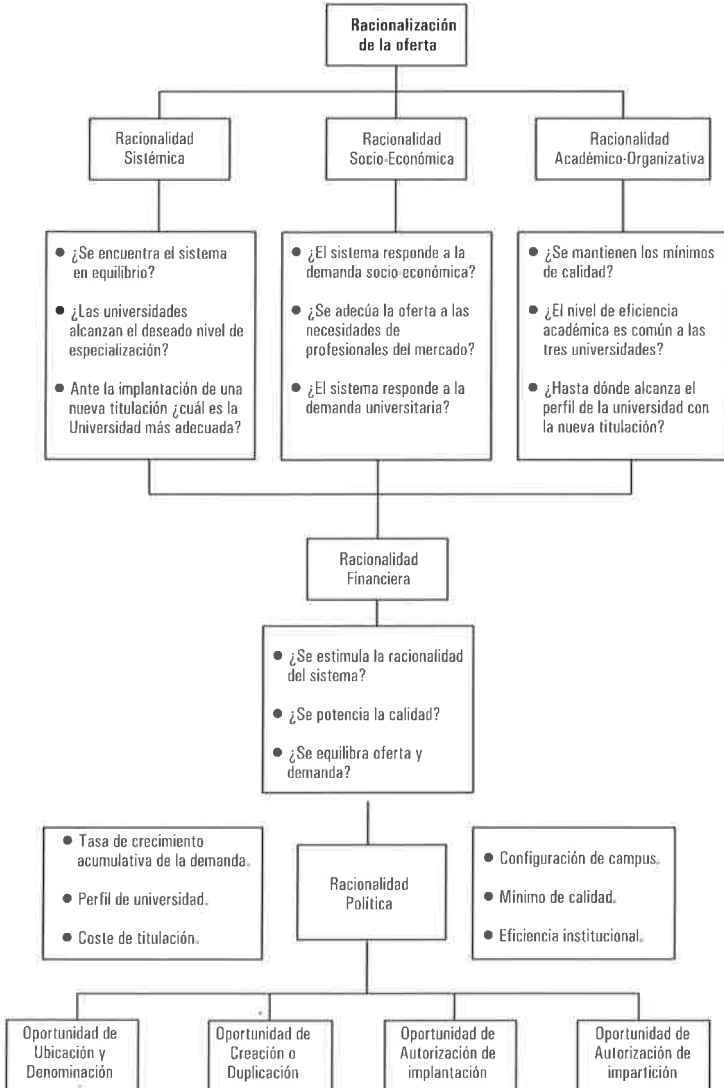 Racionalización
de la oferta
Racionalidad
Sistémica
Racionalidad
Socio-Económica
Racionalidad
Académico-Organizativa
● ¿Se encuentra el sistema
en equilibrio?
● ¿Las universidades
alcanzan el deseado nivel de
especialización?
● Ante la implantación de una
nueva titulación ¿cuál es la
Universidad más adecuada?
● ¿El sistema responde a la
demanda socio-económica?
● ¿Se adecúa la oferta a las
necesidades de
profesionales del mercado?
● ¿El sistema responde a la
demanda universitaria?
● ¿Se mantienen los mínimos
de calidad?
● ¿El nivel de eficiencia
académica es común a las
tres universidades?
● ¿Hasta dónde alcanza el
perfil de la universidad con
la nueva titulación?
Racionalidad
Financiera
● ¿Se estimula la racionalidad
del sistema?
● ¿Se potencia la calidad?
● ¿Se equilibra oferta y
demanda?
● Tasa de crecimiento
acumulativa de la demanda.
● Perfil de universidad.
● Coste de titulación.
Racionalidad
Política
● Configuración de campus.
● Mínimo de calidad.
● Eficiencia institucional.
Oportunidad de
Ubicación y
Denominación
Oportunidad de
Creación o
Duplicación
Oportunidad de
Autorización de
implantación
Oportunidad de
Autorización de
impartición